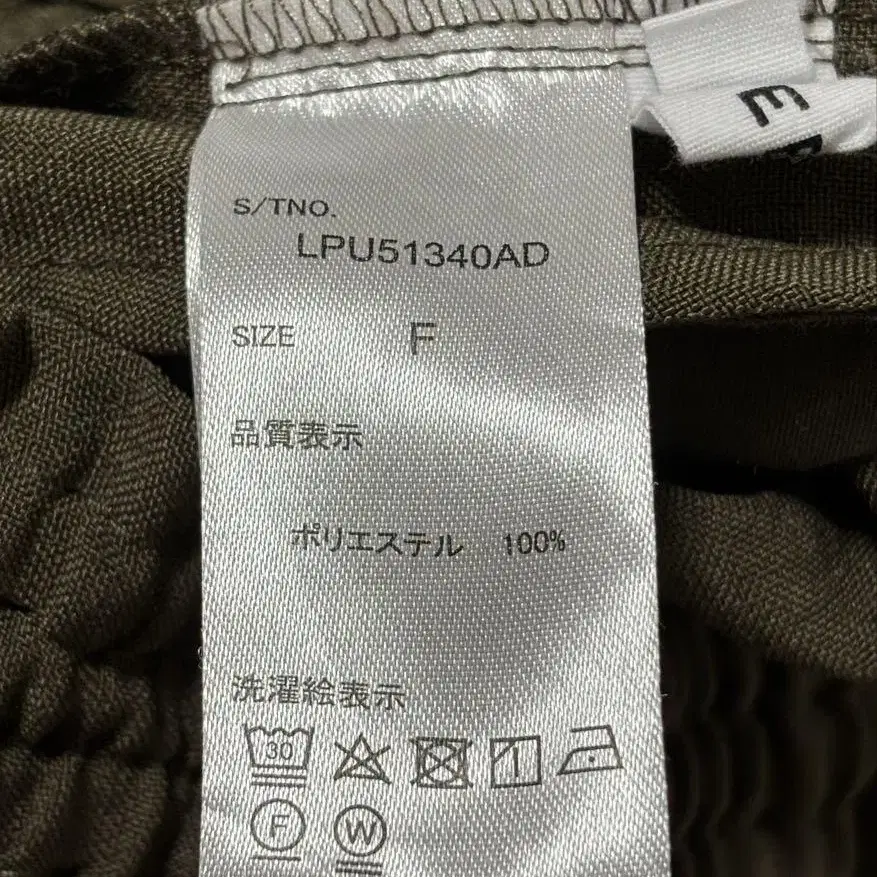 S/TNO.
LPU51340AD
SIZE F
品質表示
ポリエステル 100%
洗濯絵表示
30
F W
E